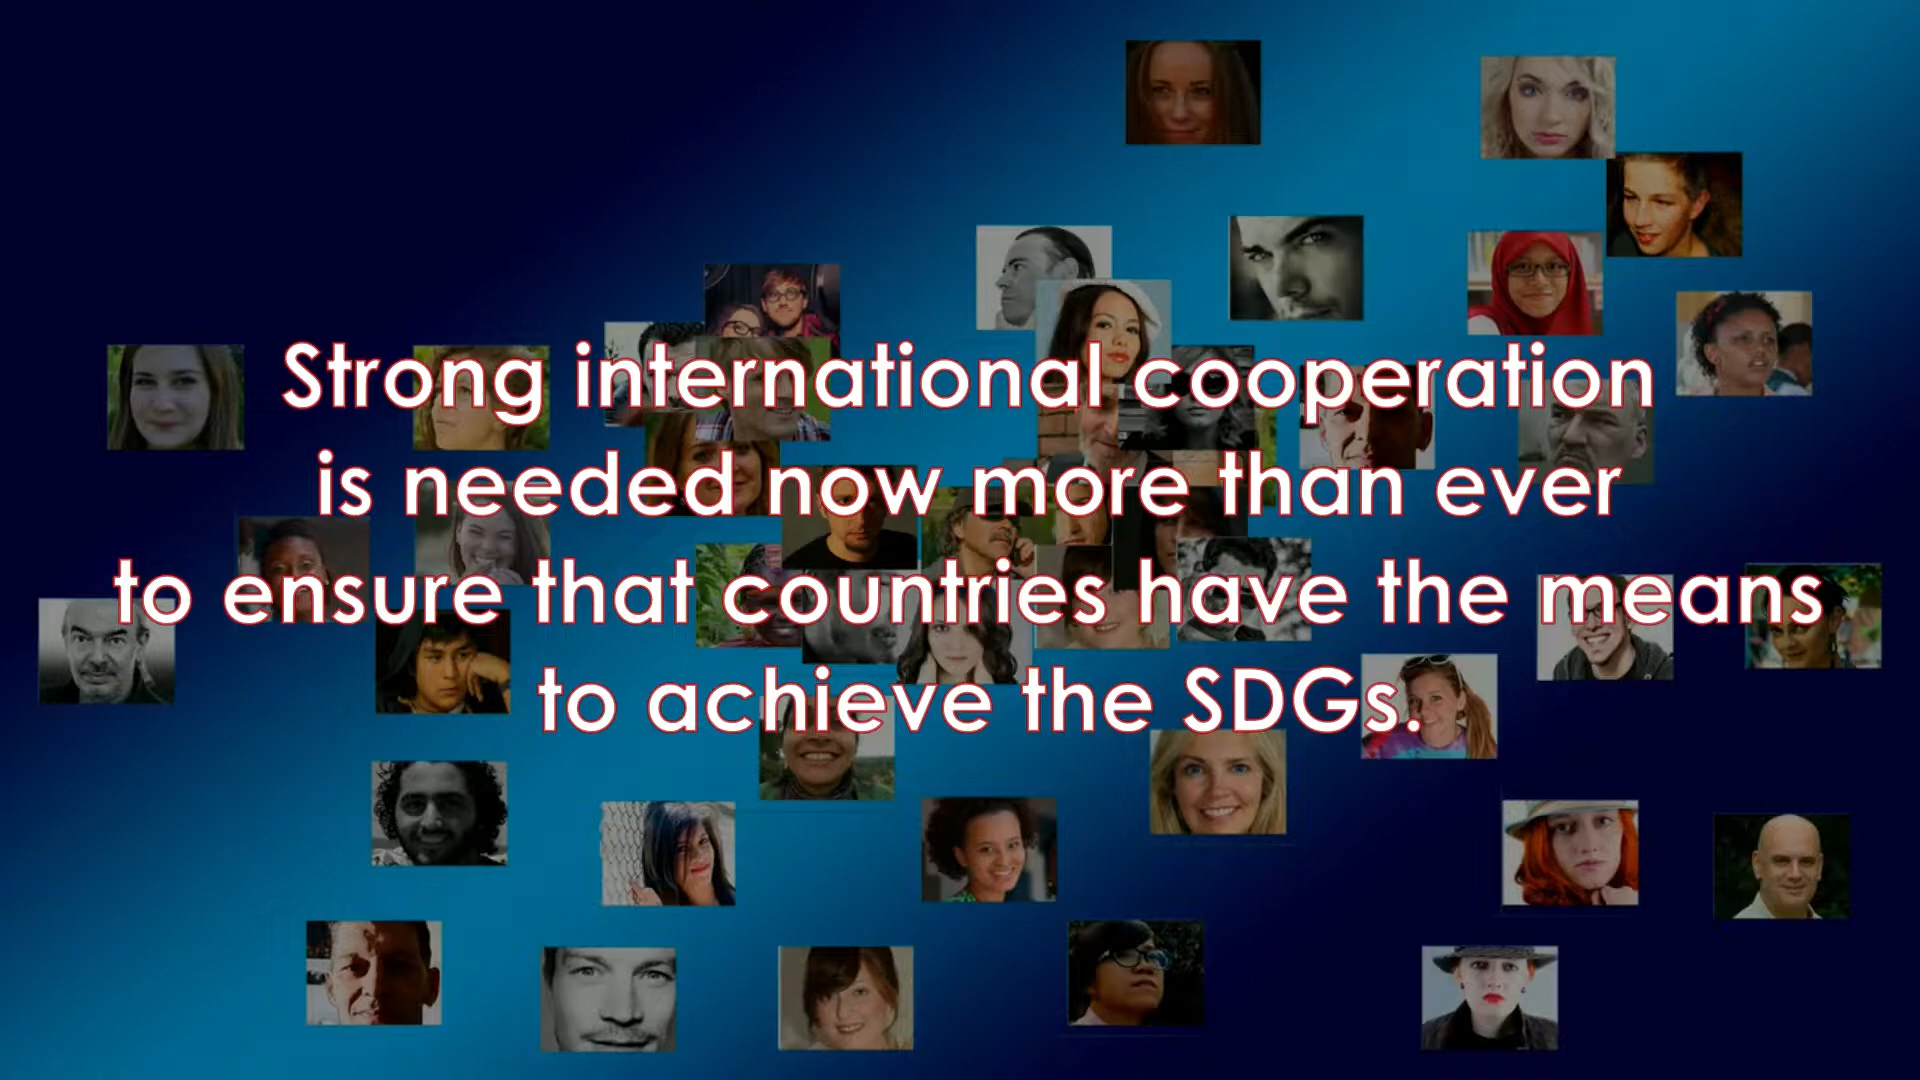 Strong international cooperation
is needed now more than ever
to ensure that countries have the means
to achieve the SDGs.